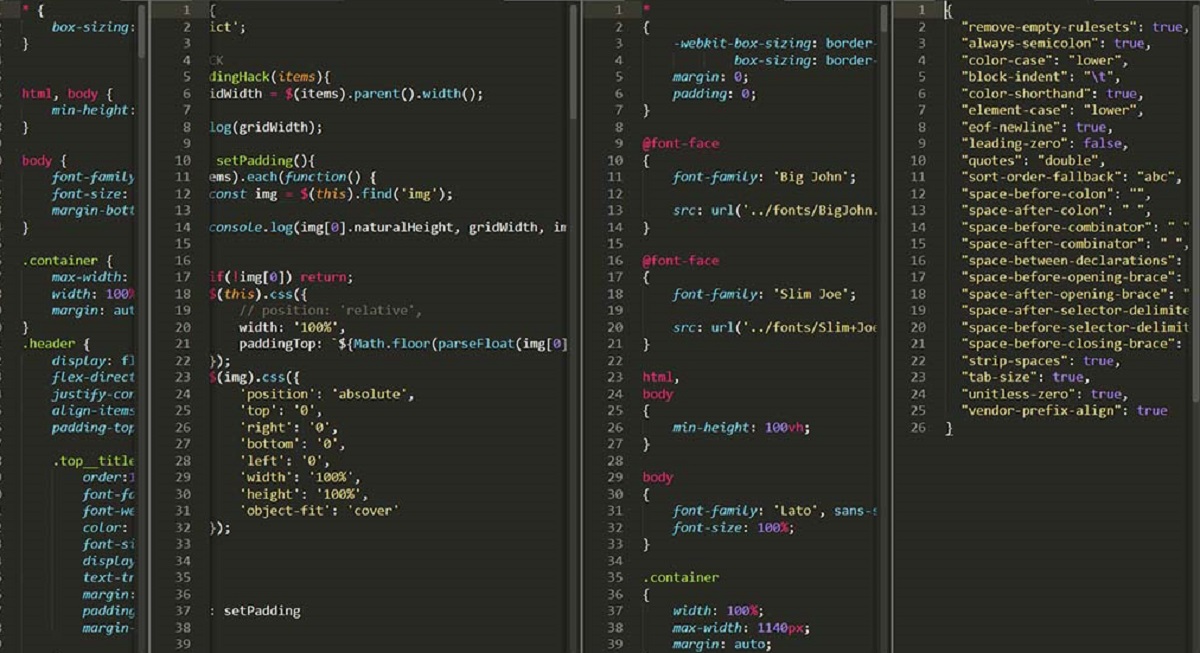 * {
box-sizing:
}
html, body {
min-height:
}
body {
font-family
font-size:
margin-bott
}
.container {
max-width:
width: 100%
margin: aut
}
.header {
display: fl
flex-direct
justify-cor
align-items
padding-top
.top__title
order:1
font-fa
font-we
color:
font-si
display
text-tr
margin:
padding
margin-
1 {
2 ict';
3
4 CK
5 dingHack(items){
6 idWidth = $(items).parent().width();
7
8 log(gridWidth);
9
10 setPadding(){
11 ems).each(function() {
12 const img = $(this).find('img');
13
14 console.log(img[0].naturalHeight, gridWidth, im
15
16
17 if(!img[0]) return;
18 $(this).css({
19 // position: 'relative',
20 width: '100%',
21 paddingTop: `${Math.floor(parseFloat(img[0]
22 });
23 $(img).css({
24 'position': 'absolute',
25 'top': '0',
26 'right': '0',
27 'bottom': '0',
28 'left': '0',
29 'width': '100%',
30 'height': '100%',
31 'object-fit': 'cover'
32 });
33
34
35
36
37 : setPadding
38
39
1 *
2 {
3 -webkit-box-sizing: border-
4 box-sizing: border-
5 margin: 0;
6 padding: 0;
7 }
8
9 @font-face
10 {
11 font-family: 'Big John';
12
13 src: url('../fonts/BigJohn.
14 }
15
16 @font-face
17 {
18 font-family: 'Slim Joe';
19
20 src: url('../fonts/Slim+Joe
21 }
22
23 html,
24 body
25 {
26 min-height: 100vh;
27 }
28
29 body
30 {
31 font-family: 'Lato', sans-s
32 font-size: 100%;
33 }
34
35 .container
36 {
37 width: 100%;
38 max-width: 1140px;
39 margin: auto;
1 {
2 "remove-empty-rulesets": true,
3 "always-semicolon": true,
4 "color-case": "lower",
5 "block-indent": "\t",
6 "color-shorthand": true,
7 "element-case": "lower",
8 "eof-newline": true,
9 "leading-zero": false,
10 "quotes": "double",
11 "sort-order-fallback": "abc",
12 "space-before-colon": "",
13 "space-after-colon": " ",
14 "space-before-combinator": " "
15 "space-after-combinator": " ",
16 "space-between-declarations":
17 "space-before-opening-brace":
18 "space-after-opening-brace": "
19 "space-after-selector-delimite
20 "space-before-selector-delimit
21 "space-before-closing-brace":
22 "strip-spaces": true,
23 "tab-size": true,
24 "unitless-zero": true,
25 "vendor-prefix-align": true
26 }